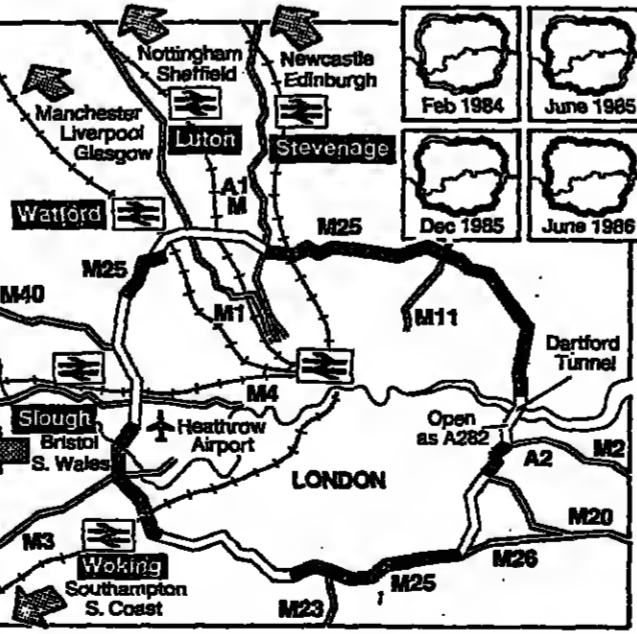 Nottingham
Sheffield
Newcastle
Edinburgh
Feb 1984
June 1985
Manchester
Liverpool
Glasgow
Luton
Stevenage
Dec 1985
June 1986
Watford
A1
M
M25
M25
M40
M1
M11
Dartford
Tunnel
M4
Slough
Bristol
S. Wales
Heathrow
Airport
Open
as A282
LONDON
A2
M2
M20
M3
M26
Woking
Southampton
S. Coast
M25
M23